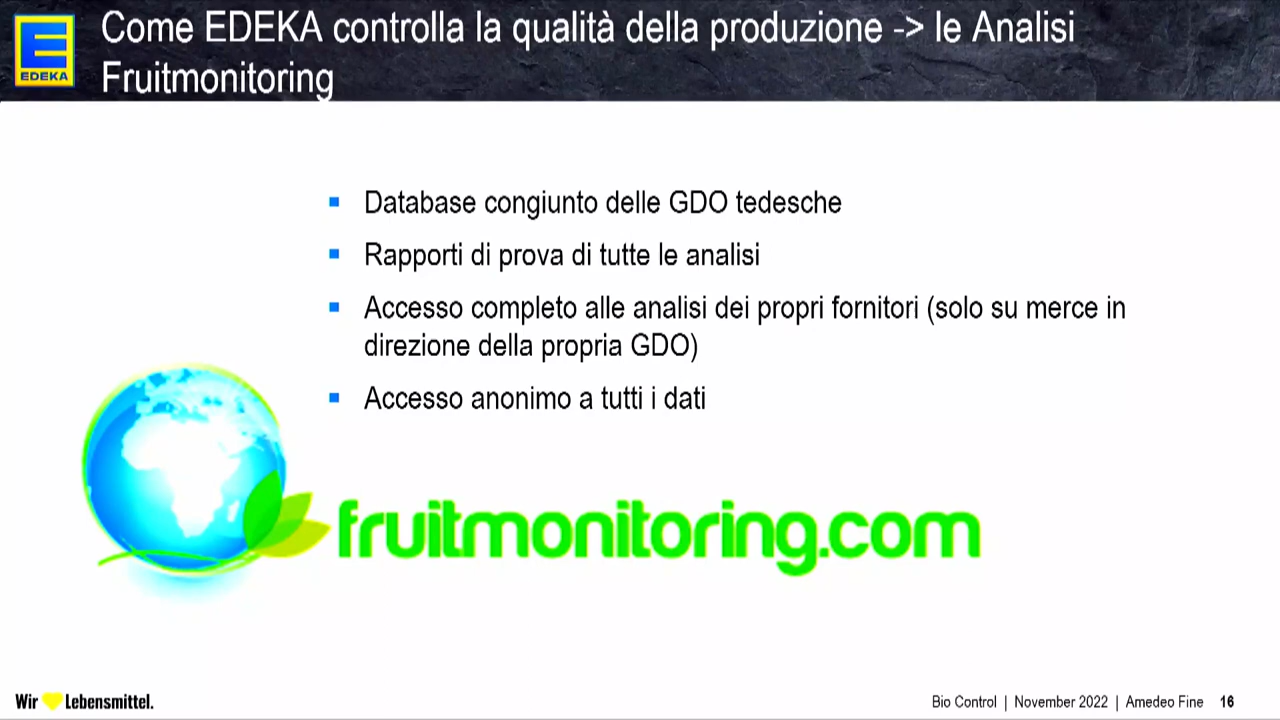 Come EDEKA controlla la qualità della produzione -> le Analisi
Fruitmonitoring
EDEKA
▪ Database congiunto delle GDO tedesche
▪ Rapporti di prova di tutte le analisi
▪ Accesso completo alle analisi dei propri fornitori (solo su merce in
direzione della propria GDO)
▪ Accesso anonimo a tutti i dati
fruitmonitoring.com
Wir 💛 Lebensmittel.
Bio Control | November 2022 | Amedeo Fine 16